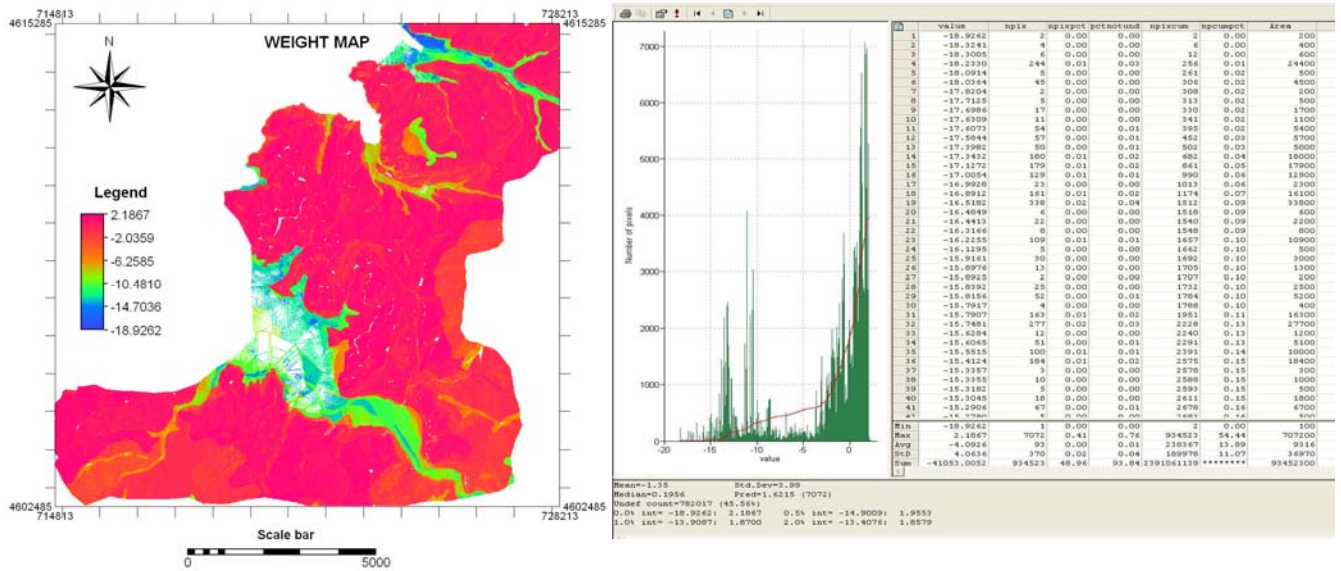 714813
728213
4615285
4615285
N
WEIGHT MAP
Legend
2.1867
-2.0359
-6.2585
-10.4810
-14.7036
-18.9262
4602485
4602485
714813
728213
Scale bar
0
5000
7000
6000
5000
4000
3000
2000
1000
0
Number of pixels
-20
-15
-10
-5
0
value
value npix npixpct pctnotund npixcum npcumpct Area
1 -18.9262 2 0.00 0.00 2 0.00 200
2 -18.3241 4 0.00 0.00 6 0.00 400
3 -18.3005 6 0.00 0.00 12 0.00 600
4 -18.2330 244 0.01 0.03 256 0.01 24400
5 -18.0914 5 0.00 0.00 261 0.02 500
6 -18.0364 45 0.00 0.00 306 0.02 4500
7 -17.8204 2 0.00 0.00 308 0.02 200
8 -17.7125 5 0.00 0.00 313 0.02 500
9 -17.6986 17 0.00 0.00 330 0.02 1700
10 -17.6309 11 0.00 0.00 341 0.02 1100
11 -17.6073 54 0.00 0.01 395 0.02 5400
12 -17.5844 57 0.00 0.01 452 0.03 5700
13 -17.3982 50 0.00 0.01 502 0.03 5000
14 -17.3432 180 0.01 0.02 682 0.04 18000
15 -17.1272 179 0.01 0.02 861 0.05 17900
16 -17.0054 129 0.01 0.01 990 0.06 12900
17 -16.9928 23 0.00 0.00 1013 0.06 2300
18 -16.8912 161 0.01 0.02 1174 0.07 16100
19 -16.5182 338 0.02 0.04 1512 0.09 33800
20 -16.4849 6 0.00 0.00 1518 0.09 600
21 -16.4413 22 0.00 0.00 1540 0.09 2200
22 -16.3166 8 0.00 0.00 1548 0.09 800
23 -16.2255 109 0.01 0.01 1657 0.10 10900
24 -16.1295 5 0.00 0.00 1662 0.10 500
25 -15.9161 30 0.00 0.00 1692 0.10 3000
26 -15.8976 13 0.00 0.00 1705 0.10 1300
27 -15.8925 2 0.00 0.00 1707 0.10 200
28 -15.8392 25 0.00 0.00 1732 0.10 2500
29 -15.8156 52 0.00 0.01 1784 0.10 5200
30 -15.7917 4 0.00 0.00 1788 0.10 400
31 -15.7907 163 0.01 0.02 1951 0.11 16300
32 -15.7481 277 0.02 0.03 2228 0.13 27700
33 -15.6284 12 0.00 0.00 2240 0.13 1200
34 -15.6065 51 0.00 0.01 2291 0.13 5100
35 -15.5515 100 0.01 0.01 2391 0.14 10000
36 -15.4124 184 0.01 0.02 2575 0.15 18400
37 -15.3357 3 0.00 0.00 2578 0.15 300
38 -15.3355 10 0.00 0.00 2588 0.15 1000
39 -15.3182 5 0.00 0.00 2593 0.15 500
40 -15.3045 18 0.00 0.00 2611 0.15 1800
41 -15.2906 67 0.01 0.01 2678 0.16 6700
Min -18.9262 1 0.00 0.00 2 0.00 100
Max 2.1867 7072 0.41 0.76 934523 54.44 707200
Avg -4.0926 93 0.00 0.01 238367 13.89 9316
StD 4.0636 370 0.02 0.04 189978 11.07 36970
Sum -41053.0052 934523 48.96 93.84 2391061139 ******** 93452300
Mean=-1.35 Std.Dev=3.99
Median=0.1956 Pred=1.6215 (7072)
Undef count=782017 (45.56%)
0.0% int= -18.9262: 2.1867 0.5% int= -14.9009: 1.9553
1.0% int= -13.9087: 1.8700 2.0% int= -13.4076: 1.8579